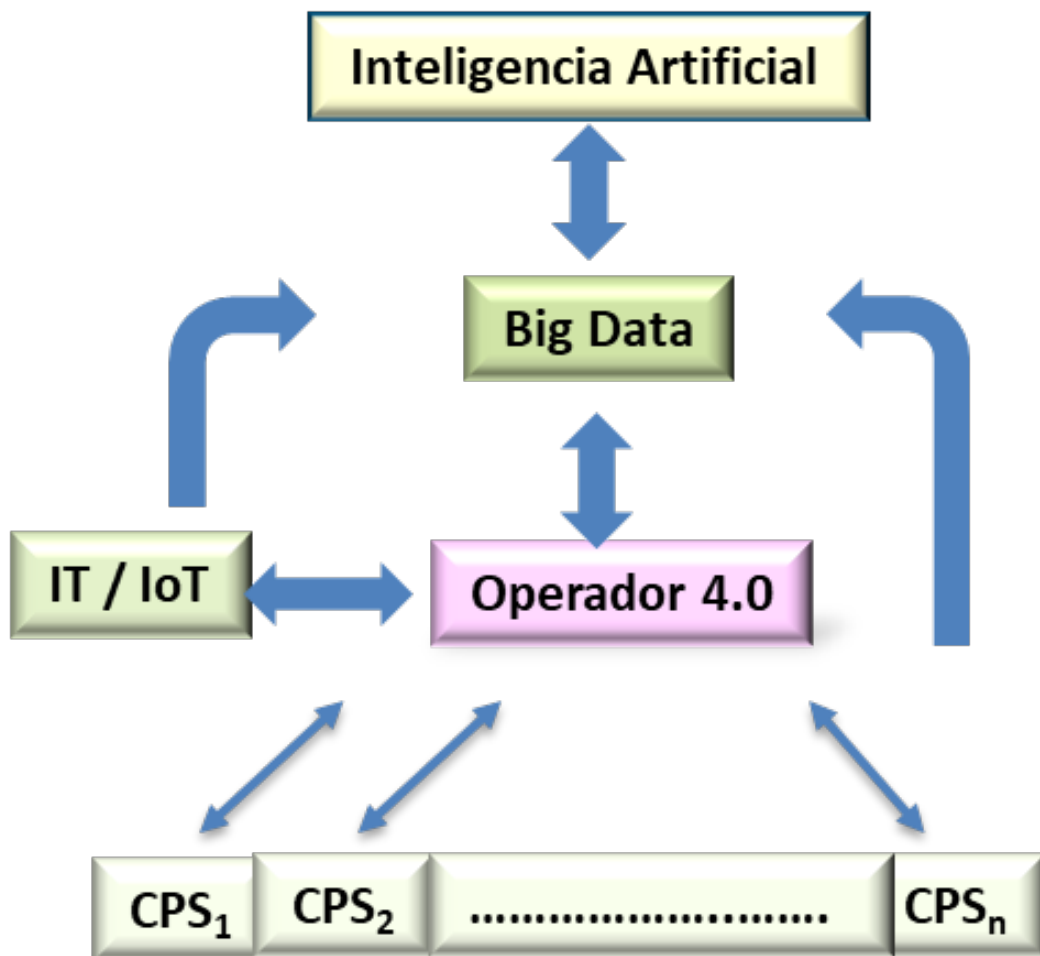 Inteligencia Artificial
Big Data
IT / IoT
Operador 4.0
CPS₁
CPS₂
…………………..…….
CPSₙ